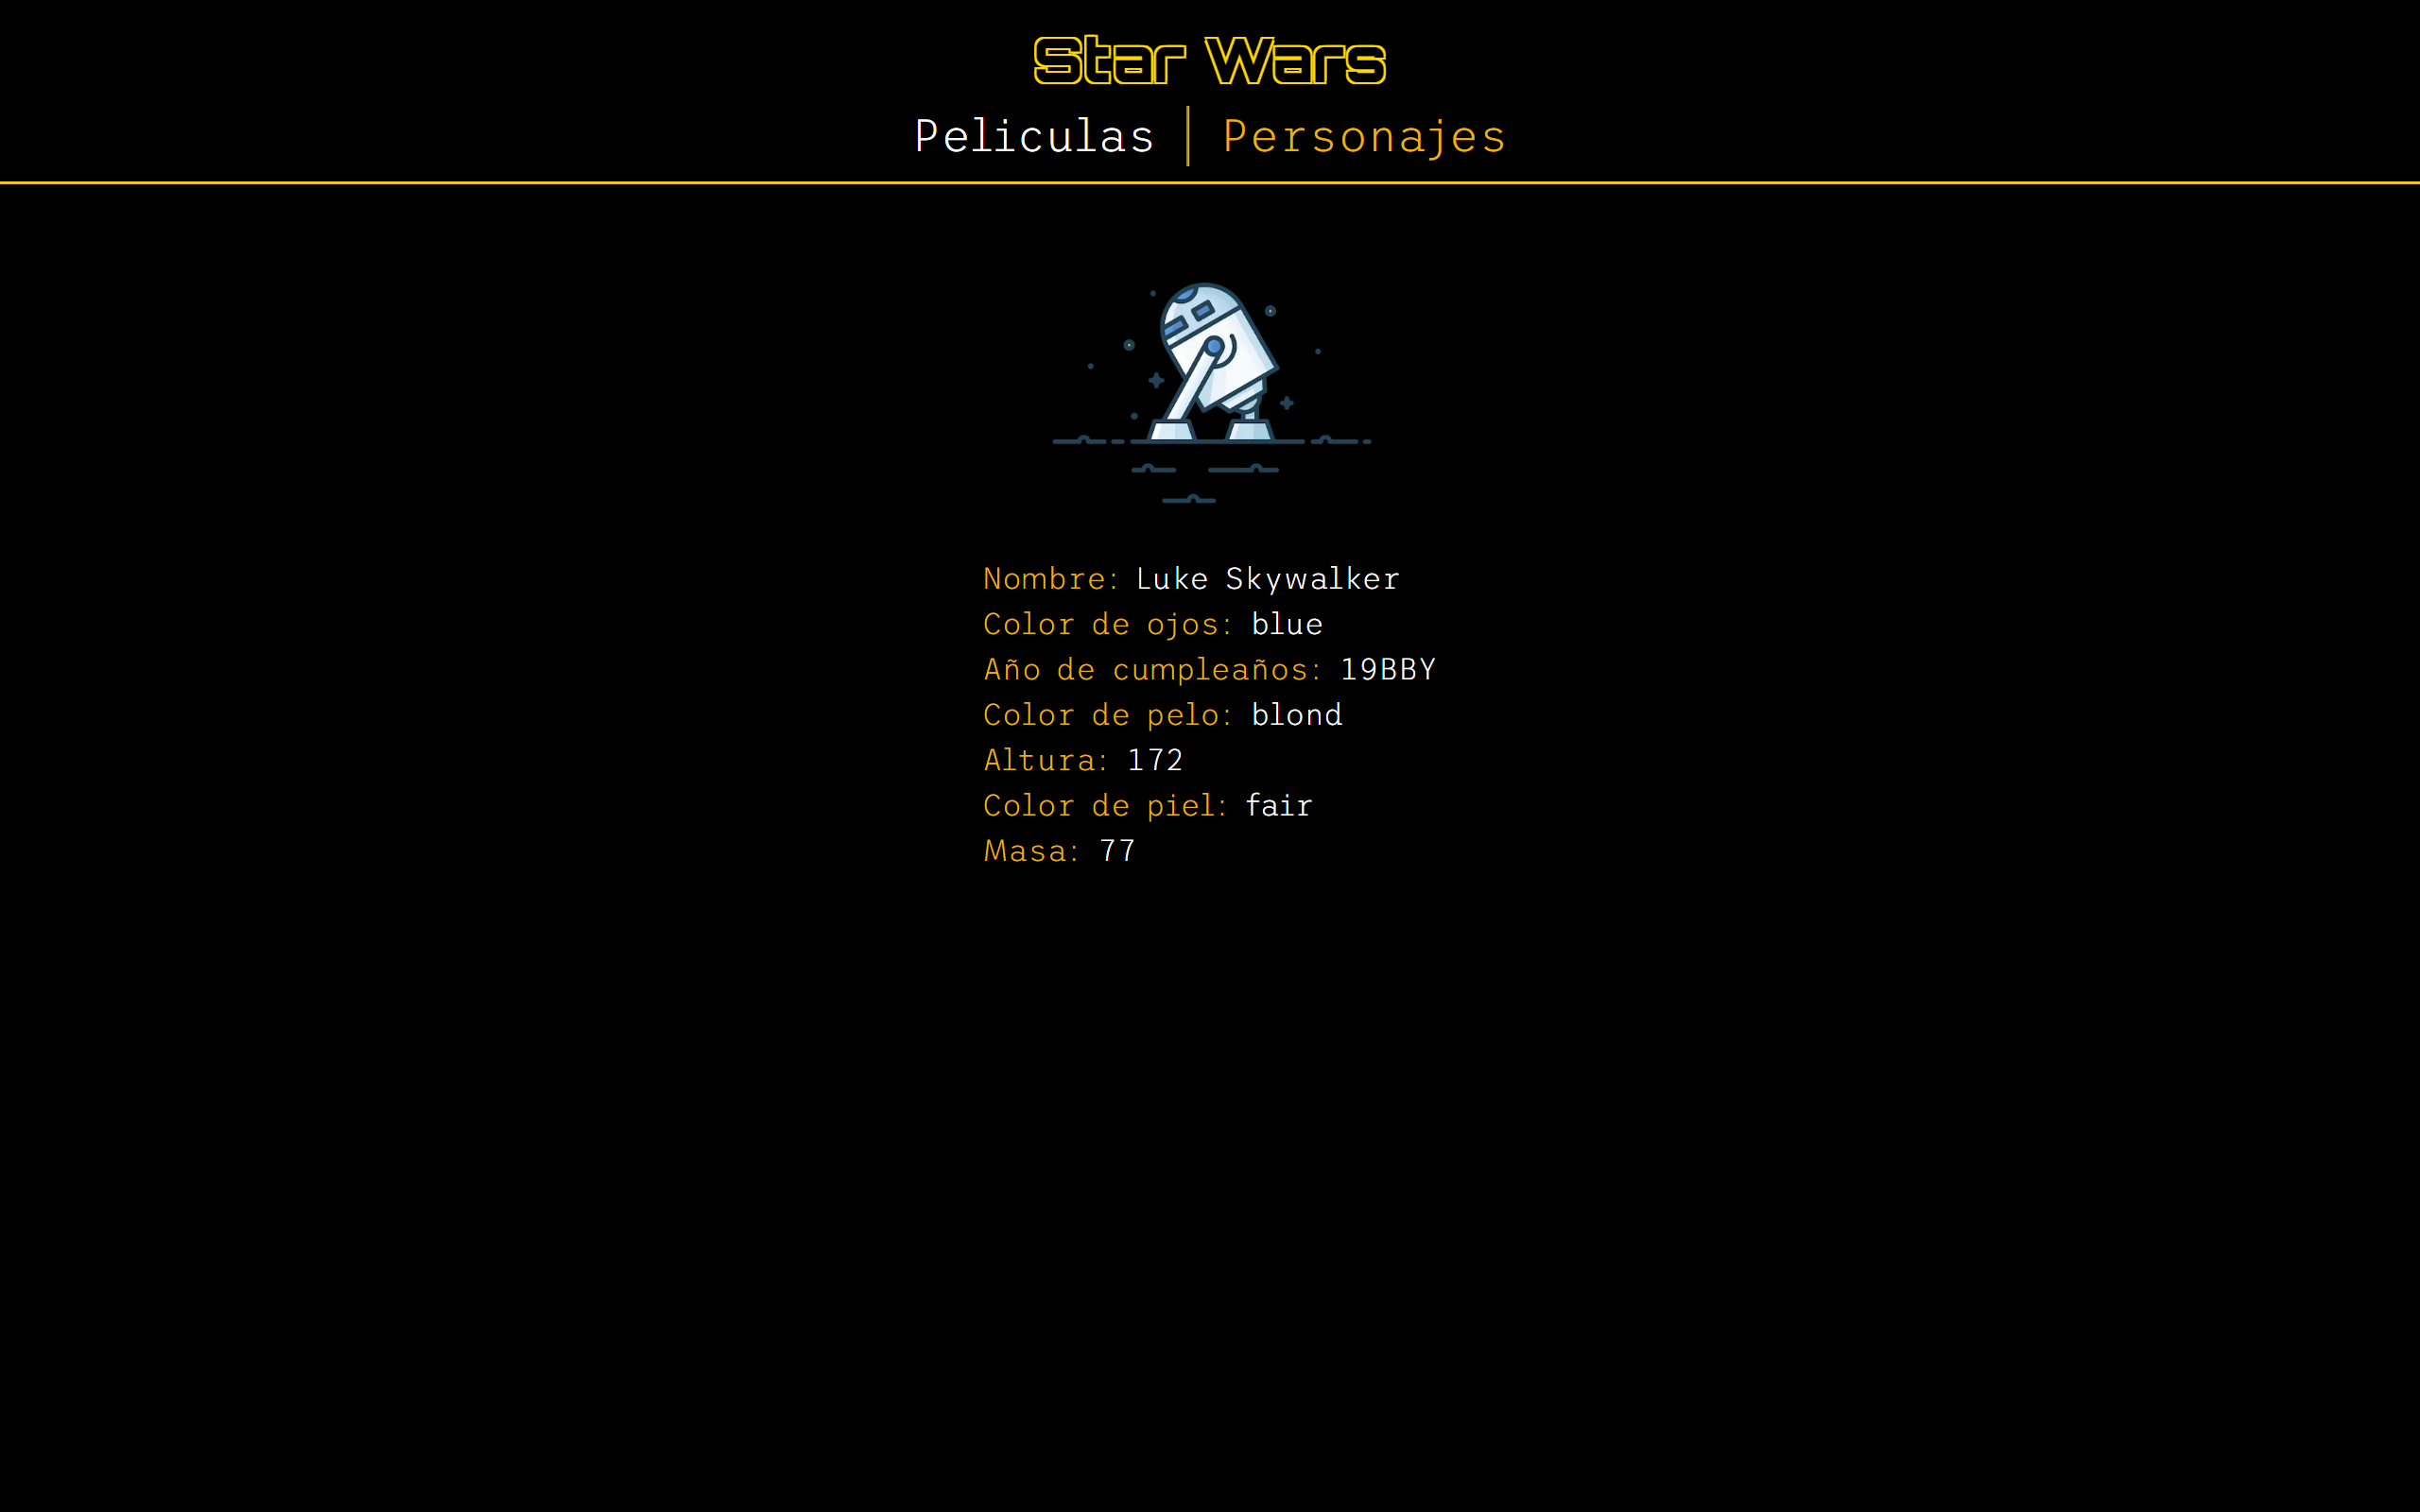 Star Wars
Peliculas Personajes
Nombre: Luke Skywalker
Color de ojos: blue
Año de cumpleaños: 19BBY
Color de pelo: blond
Altura: 172
Color de piel: fair
Masa: 77